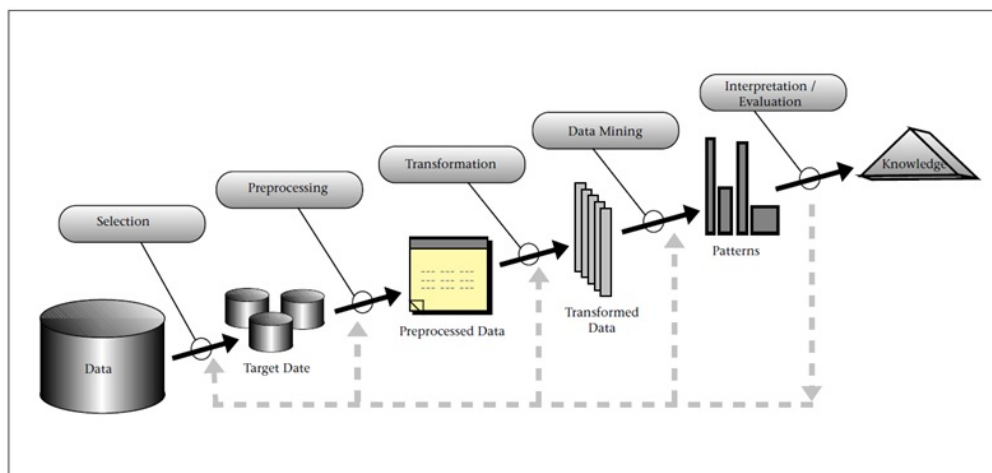 Interpretation /
Evaluation
Data Mining
Transformation
Preprocessing
Selection
Knowledge
Patterns
Transformed
Data
Preprocessed Data
Target Date
Data